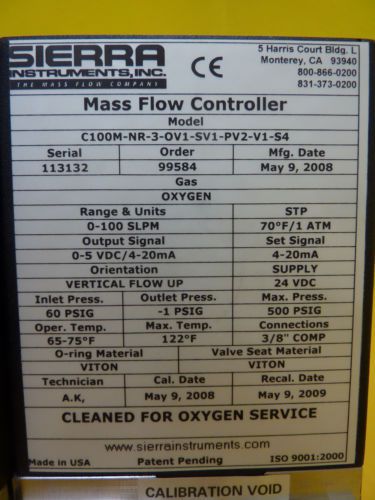 SIERRA
INSTRUMENTS, INC.
THE MASS FLOW COMPANY
CE
5 Harris Court Bldg. L
Monterey, CA 93940
800-866-0200
831-373-0200
Mass Flow Controller
Model
C100M-NR-3-OV1-SV1-PV2-V1-S4
Serial Order Mfg. Date
113132 99584 May 9, 2008
Gas
OXYGEN
Range & Units STP
0-100 SLPM 70°F/1 ATM
Output Signal Set Signal
0-5 VDC/4-20mA 4-20mA
Orientation SUPPLY
VERTICAL FLOW UP 24 VDC
Inlet Press. Outlet Press. Max. Press.
60 PSIG -1 PSIG 500 PSIG
Oper. Temp. Max. Temp. Connections
65-75°F 122°F 3/8" COMP
O-ring Material Valve Seat Material
VITON VITON
Technician Cal. Date Recal. Date
A.K, May 9, 2008 May 9, 2009
CLEANED FOR OXYGEN SERVICE
www.sierrainstruments.com
Made in USA Patent Pending ISO 9001:2000
CALIBRATION VOID